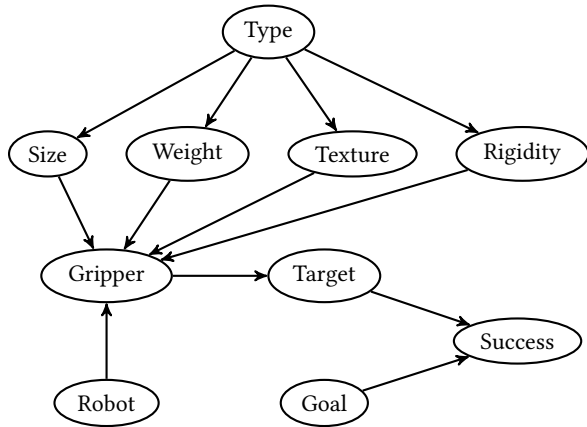 Type
Size
Weight
Texture
Rigidity
Gripper
Target
Success
Robot
Goal